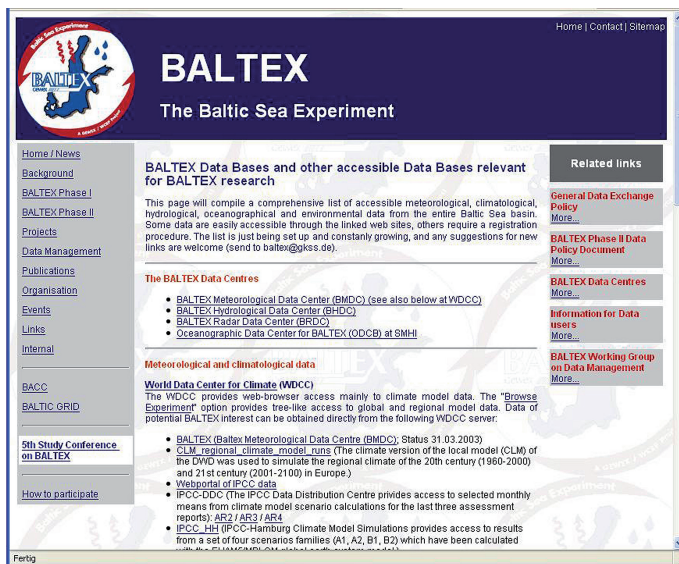 Home | Contact | Sitemap
BALTEX
BALTEX
The Baltic Sea Experiment
Home / News
Background
BALTEX Phase I
BALTEX Phase II
Projects
Data Management
Publications
Organisation
Events
Links
Internal
BACC
BALTIC GRID
5th Study Conference
on BALTEX
How to participate
BALTEX Data Bases and other accessible Data Bases relevant
for BALTEX research
This page will compile a comprehensive list of accessible meteorological, climatological,
hydrological, oceanographical and environmental data from the entire Baltic Sea basin.
Some data are easily accessible through the linked web sites, others require a registration
procedure. The list is just being set up and constanly growing, and any suggestions for new
links are welcome (send to baltex@gkss.de).
The BALTEX Data Centres
• BALTEX Meteorological Data Center (BMDC) (see also below at WDCC)
• BALTEX Hydrological Data Center (BHDC)
• BALTEX Radar Data Center (BRDC)
• Oceanographic Data Center for BALTEX (ODCB) at SMHI
Meteorological and climatological data
World Data Center for Climate (WDCC)
The WDCC provides web-browser access mainly to climate model data. The "Browse
Experiment" option provides tree-like access to global and regional model data. Data of
potential BALTEX interest can be obtained directly from the following WDCC server:
• BALTEX (Baltex Meteorological Data Centre (BMDC); Status 31.03.2003)
• CLM_regional_climate_model_runs (The climate version of the local model (CLM) of
the DWD was used to simulate the regional climate of the 20th century (1960-2000)
and 21st century (2001-2100) in Europe.)
• Webportal of IPCC data
• IPCC-DDC (The IPCC Data Distribution Centre privides access to selected monthly
means from climate model scenario calculations for the last three assessment
reports): AR2 / AR3 / AR4
• IPCC_HH (IPCC-Hamburg Climate Model Simulations provides access to results
from a set of four scenarios families (A1, A2, B1, B2) which have been calculated
Related links
General Data Exchange
Policy
More...
BALTEX Phase II Data
Policy Document
More...
BALTEX Data Centres
More...
Information for Data
users
More...
BALTEX Working Group
on Data Management
More...
Fertig